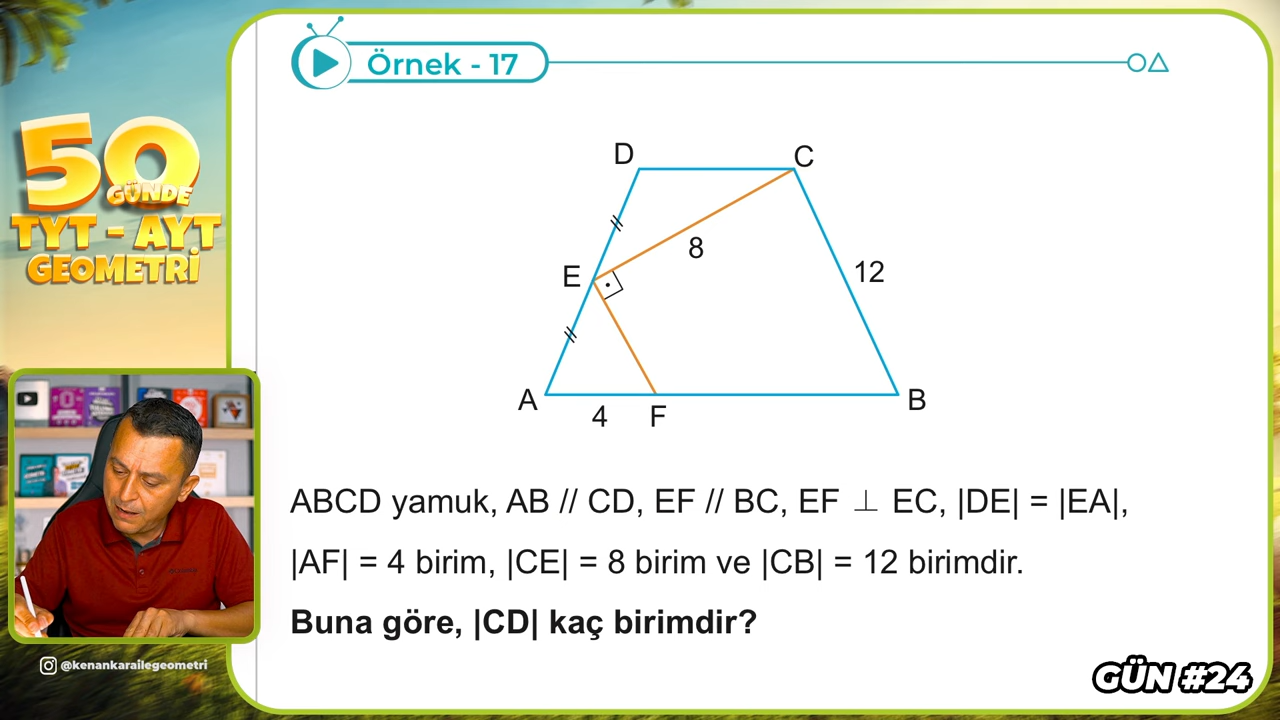 Örnek - 17
50
GÜNDE
TYT - AYT
GEOMETRİ
D
C
8
E
12
A
B
4
F
ABCD yamuk, AB // CD, EF // BC, EF ⊥ EC, |DE| = |EA|,
|AF| = 4 birim, |CE| = 8 birim ve |CB| = 12 birimdir.
Buna göre, |CD| kaç birimdir?
@kenankarailegeometri
GÜN #24